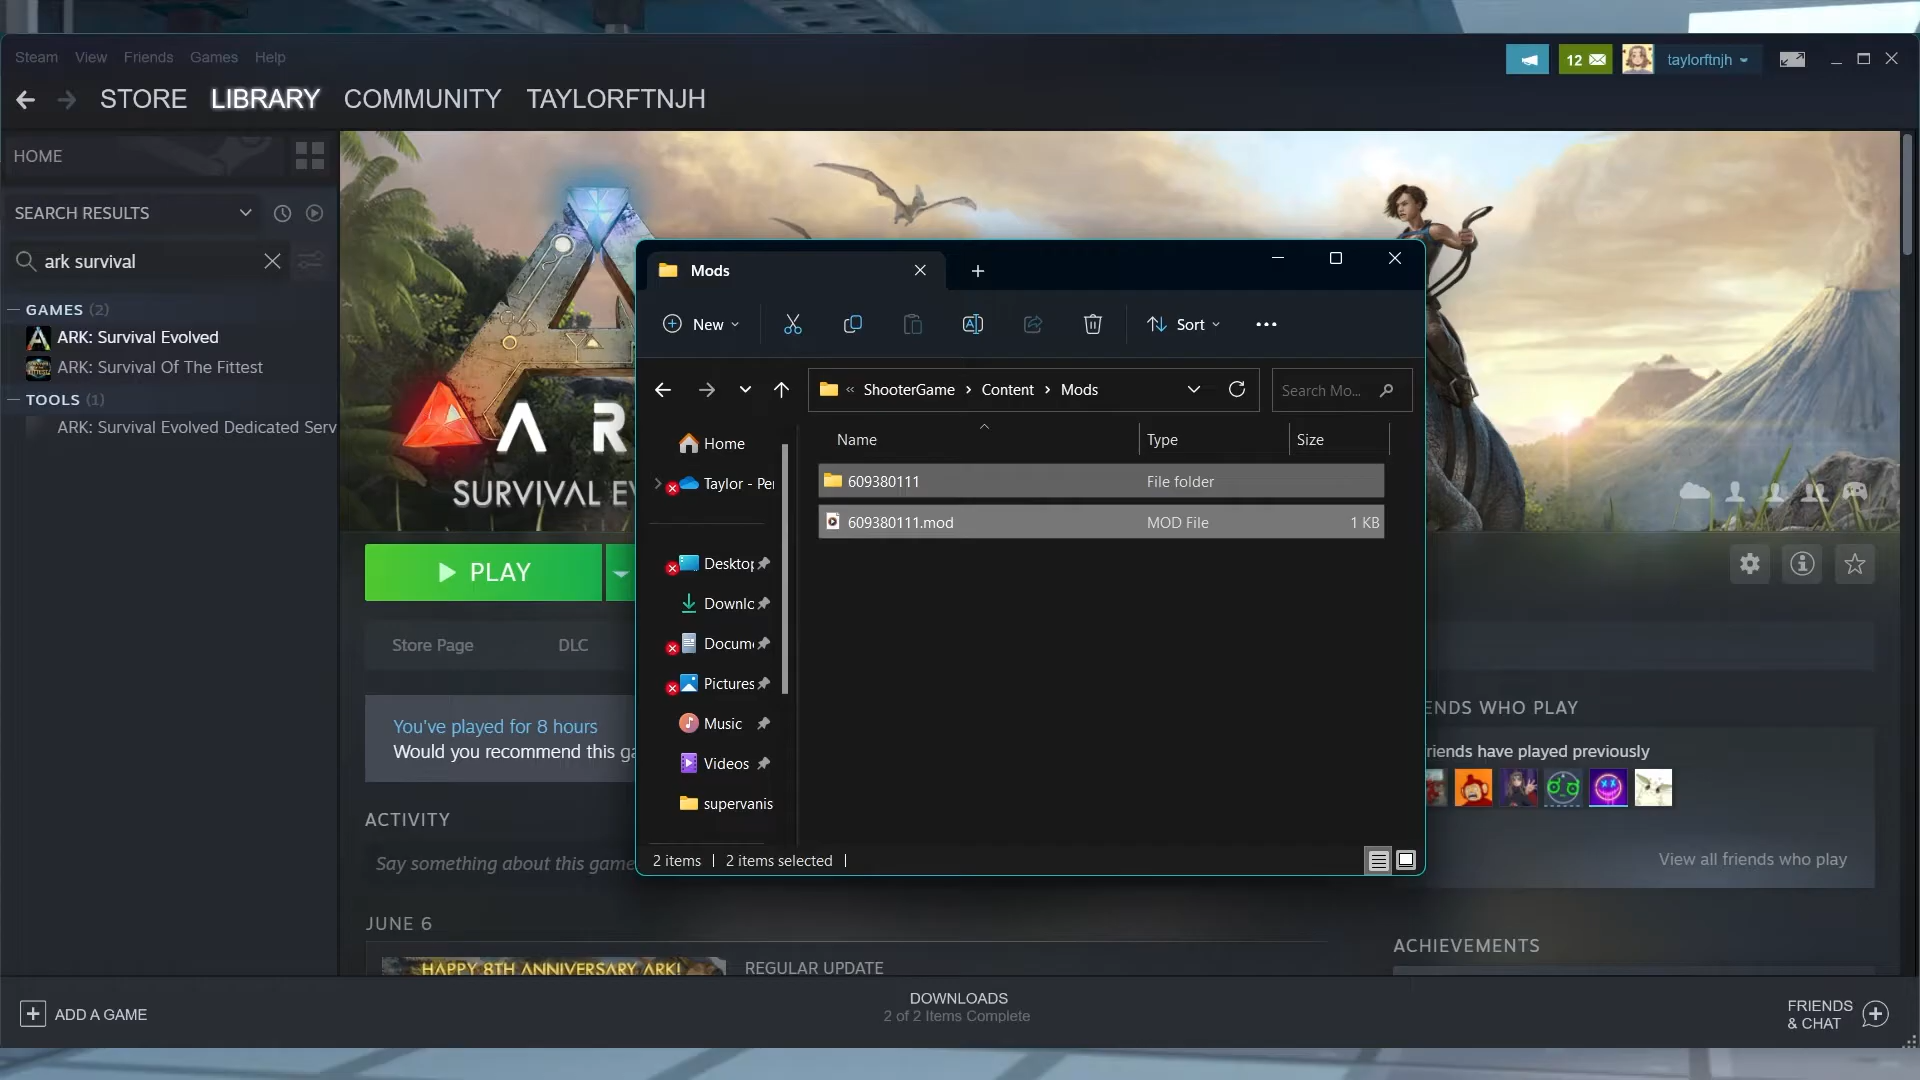 Steam View Friends Games Help
12 taylorftnjh
STORE LIBRARY COMMUNITY TAYLORFTNJH
HOME
SEARCH RESULTS
ark survival
GAMES (2)
ARK: Survival Evolved
ARK: Survival Of The Fittest
TOOLS (1)
ARK: Survival Evolved Dedicated Serv
AR
SURVIVAL E
PLAY
Store Page DLC
You've played for 8 hours
Would you recommend this ga
ACTIVITY
Say something about this game
JUNE 6
HAPPY 8TH ANNIVERSARY ARK!
REGULAR UPDATE
Mods
New Sort
« ShooterGame › Content › Mods
Search Mo...
Name Type Size
609380111 File folder
609380111.mod MOD File 1 KB
Home
Taylor - Per
Desktop
Downlo
Docum
Pictures
Music
Videos
supervanis
2 items 2 items selected
ENDS WHO PLAY
riends have played previously
View all friends who play
ACHIEVEMENTS
ADD A GAME
DOWNLOADS
2 of 2 Items Complete
FRIENDS
& CHAT